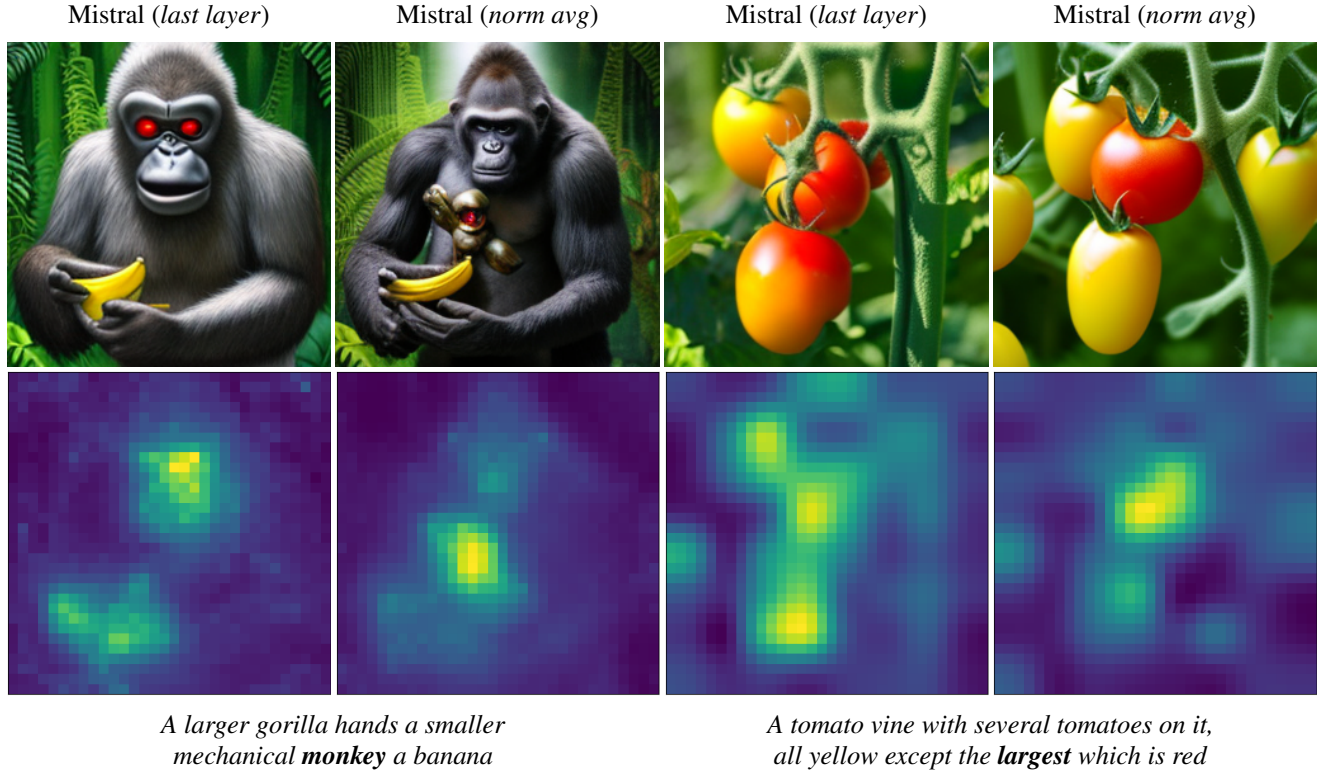 Mistral (last layer) Mistral (norm avg) Mistral (last layer) Mistral (norm avg)
A larger gorilla hands a smaller
mechanical monkey a banana
A tomato vine with several tomatoes on it,
all yellow except the largest which is red